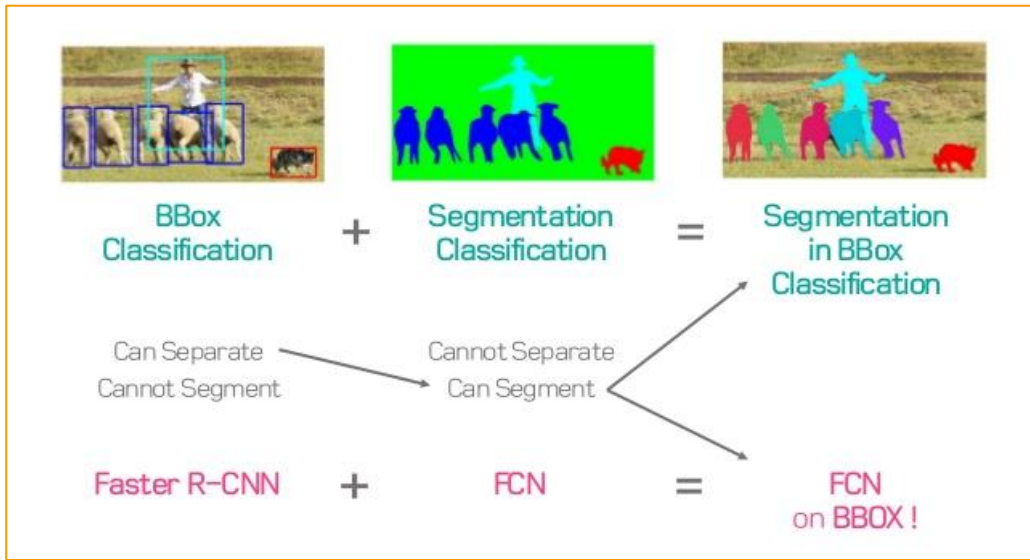 BBox
Classification
+
Segmentation
Classification
=
Segmentation
in BBox
Classification
Can Separate
Cannot Segment
Cannot Separate
Can Segment
Faster R-CNN
+
FCN
=
FCN
on BBOX !